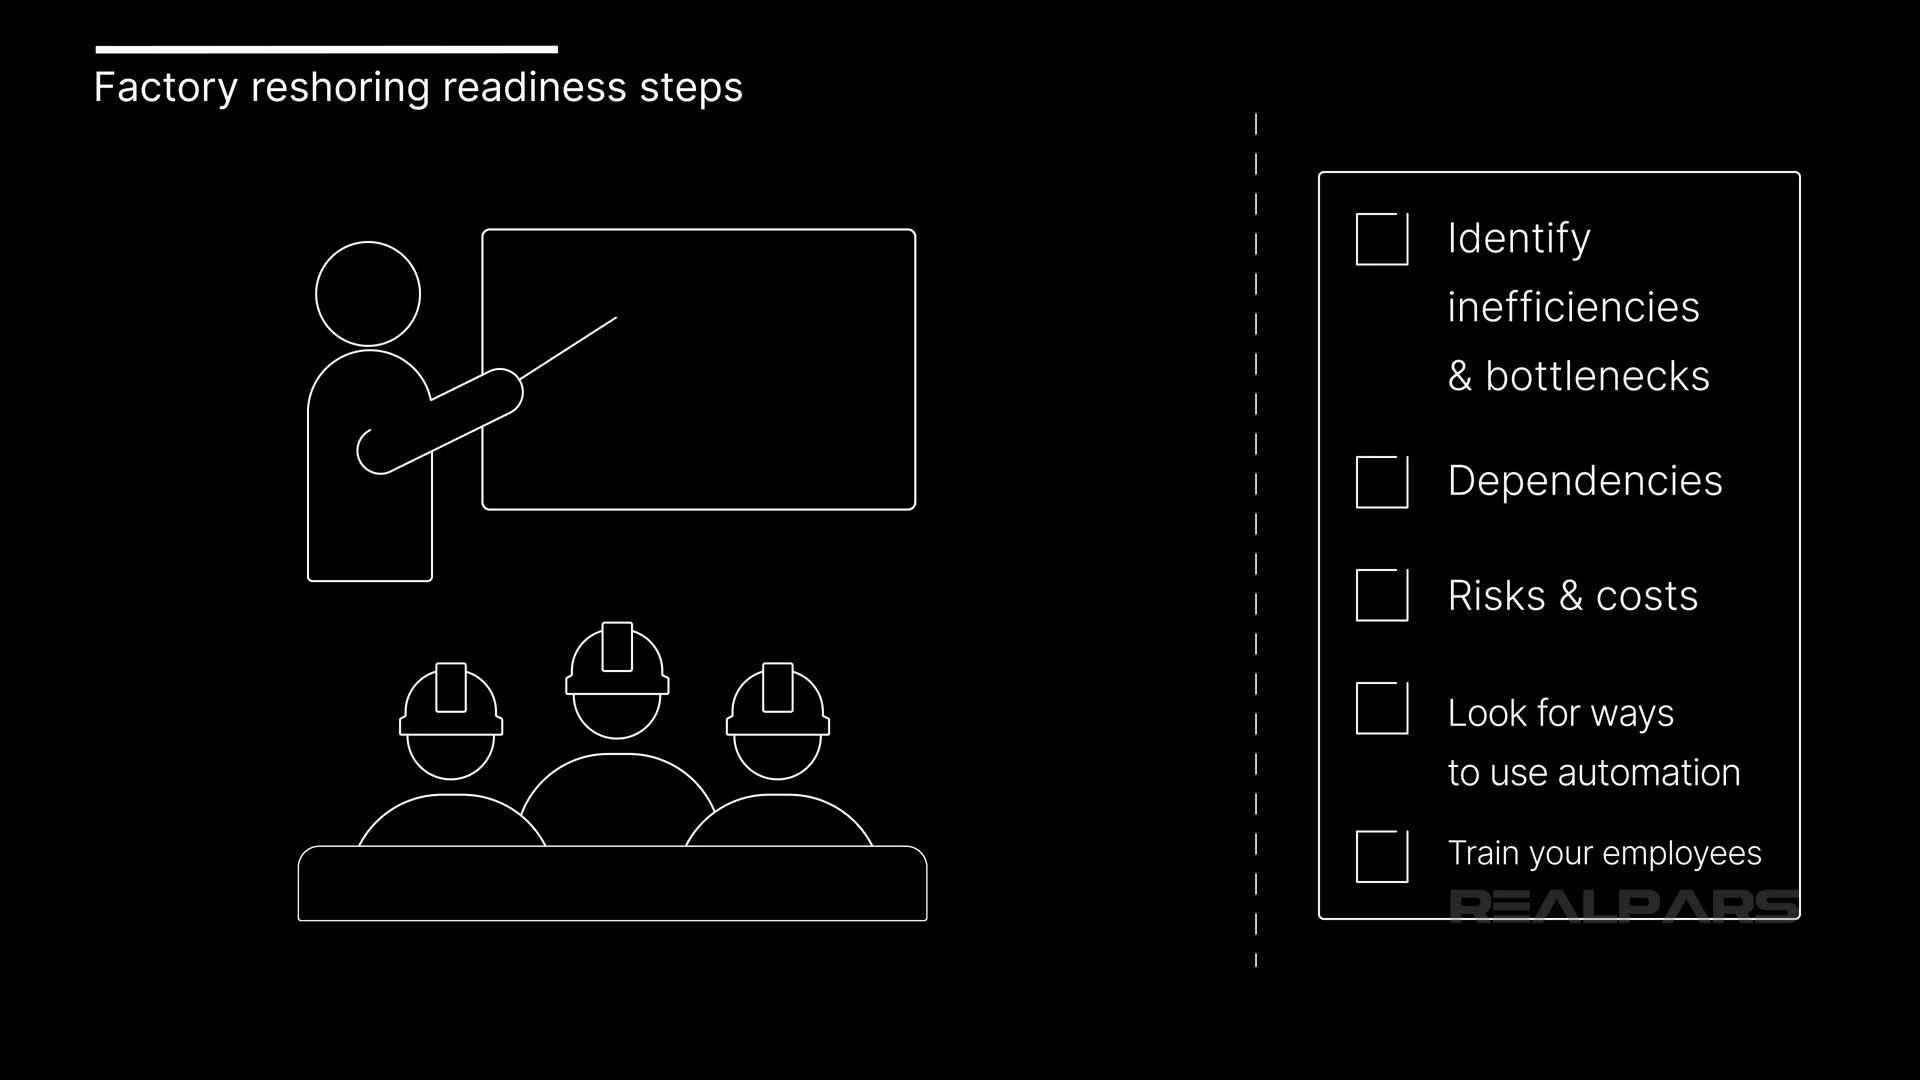 Factory reshoring readiness steps
Identify
inefficiencies
& bottlenecks
Dependencies
Risks & costs
Look for ways
to use automation
Train your employees
REALPARS